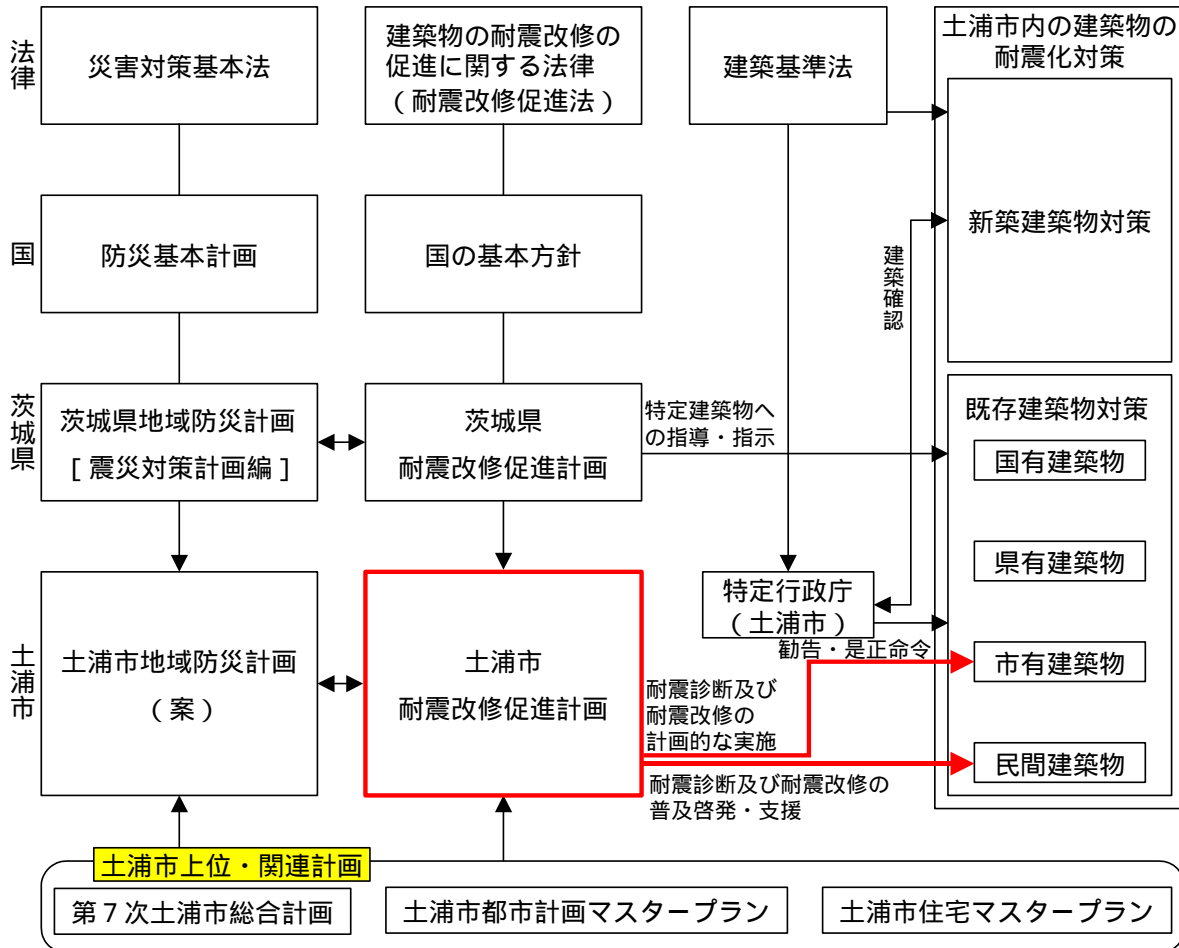 法律
災害対策基本法
建築物の耐震改修の
促進に関する法律
（耐震改修促進法）
建築基準法
土浦市内の建築物の
耐震化対策
新築建築物対策
国
防災基本計画
国の基本方針
建築確認
茨城県
茨城県地域防災計画
[ 震災対策計画編 ]
茨城県
耐震改修促進計画
特定建築物へ
の指導・指示
既存建築物対策
国有建築物
県有建築物
市有建築物
民間建築物
土浦市
土浦市地域防災計画
（案）
土浦市
耐震改修促進計画
特定行政庁
（土浦市）
勧告・是正命令
耐震診断及び
耐震改修の
計画的な実施
耐震診断及び耐震改修の
普及啓発・支援
土浦市上位・関連計画
第７次土浦市総合計画
土浦市都市計画マスタープラン
土浦市住宅マスタープラン